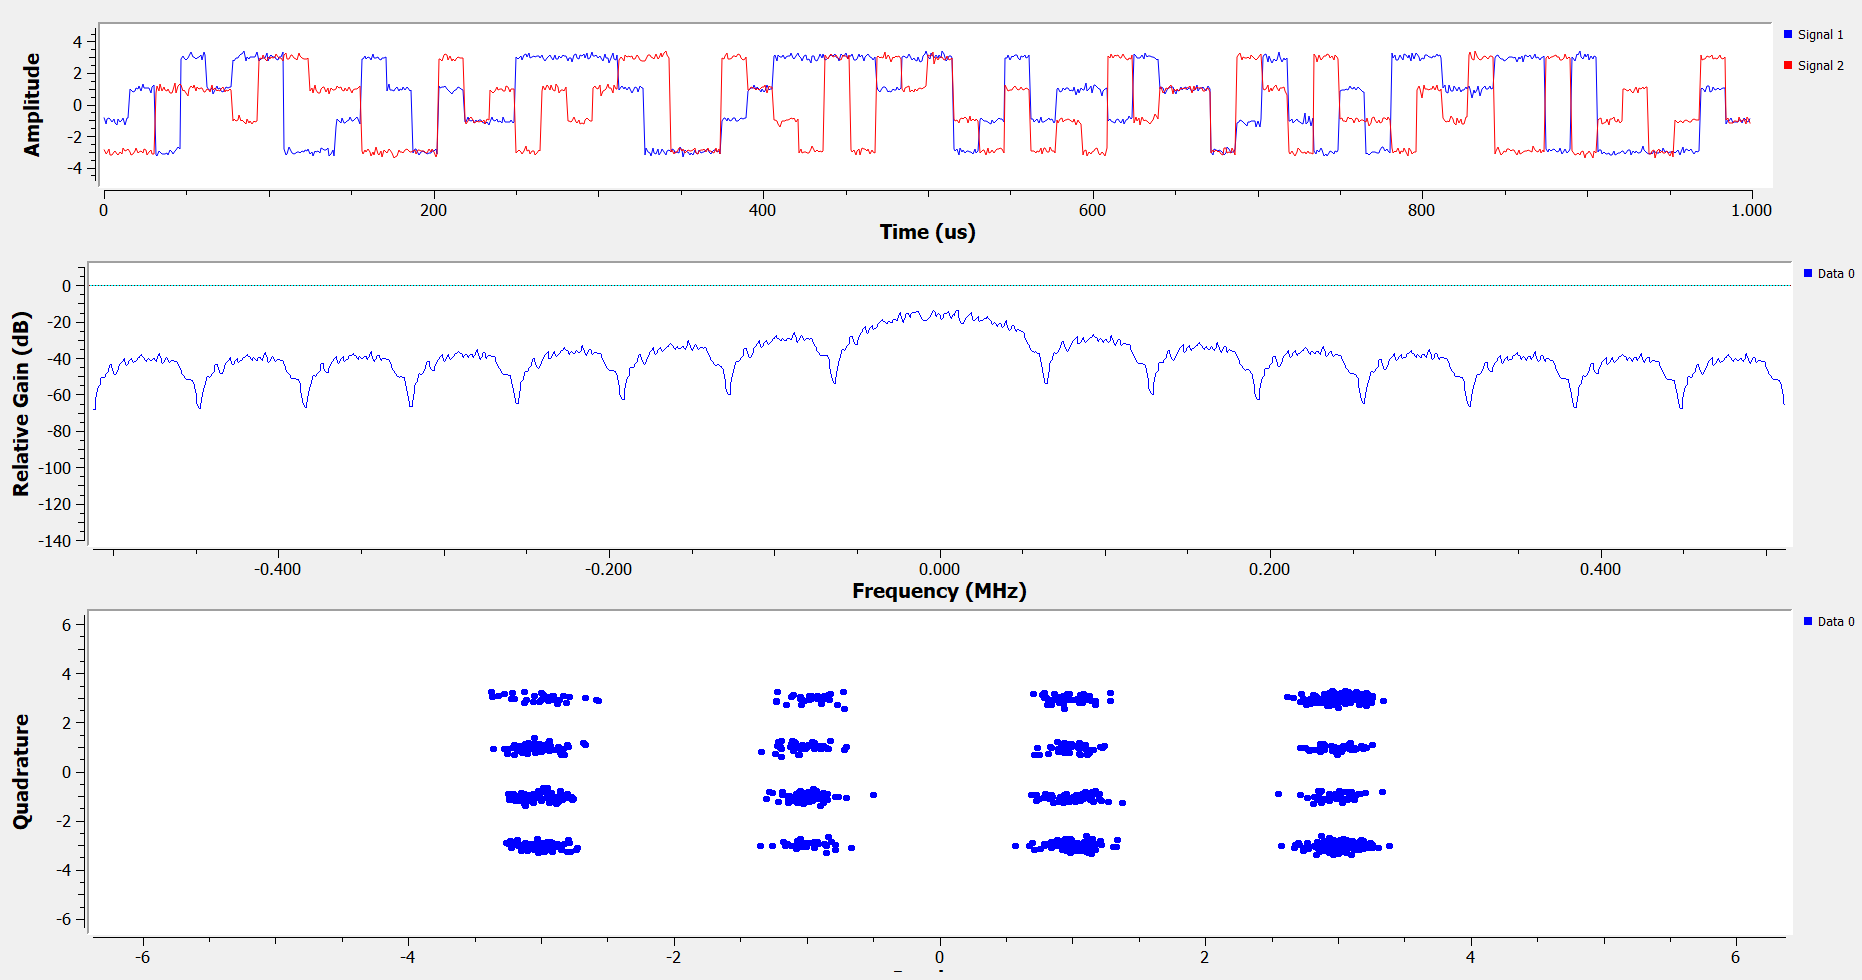 Amplitude
4
2
0
-2
-4
Signal 1
Signal 2
0 200 400 600 800 1.000
Time (us)
Relative Gain (dB)
0
-20
-40
-60
-80
-100
-120
-140
Data 0
-0.400 -0.200 0.000 0.200 0.400
Frequency (MHz)
Quadrature
6
4
2
0
-2
-4
-6
Data 0
-6 -4 -2 0 2 4 6